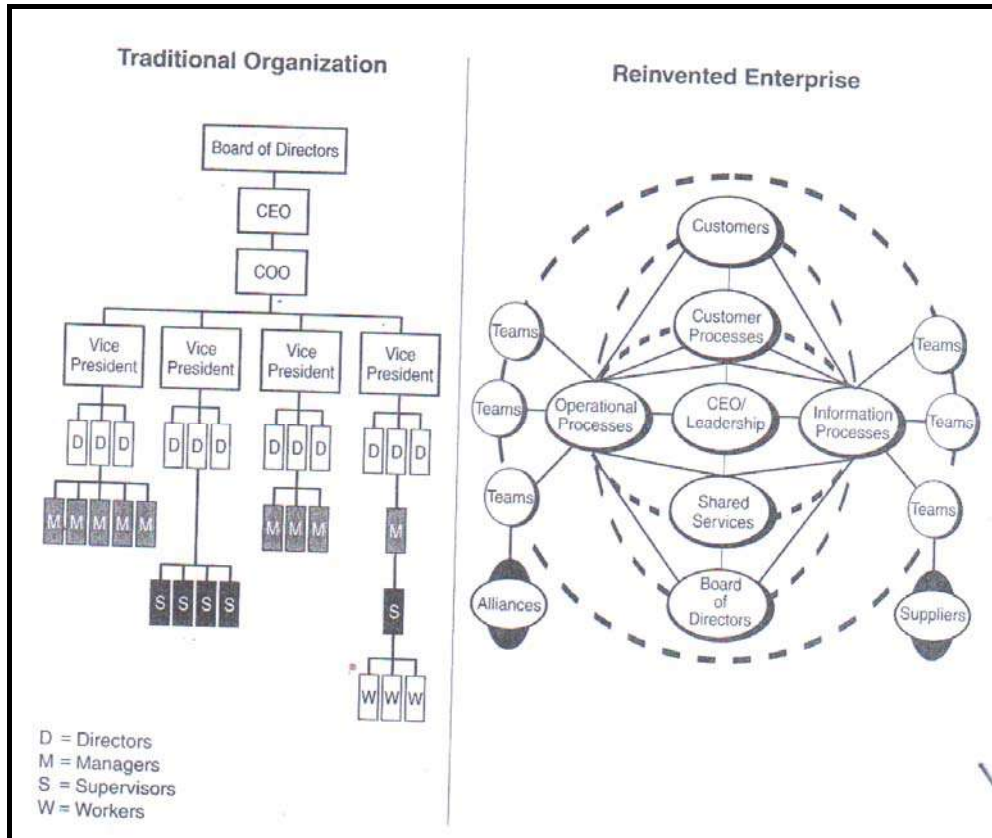 Traditional Organization
Board of Directors
CEO
COO
Vice
President
Vice
President
Vice
President
Vice
President
D D D
D D D
D D D
D D D
M M M M M
M M M
M
S S S S
S
W W W
D = Directors
M = Managers
S = Supervisors
W = Workers
Reinvented Enterprise
Customers
Customer
Processes
Teams
Teams
Teams
Operational
Processes
CEO/
Leadership
Information
Processes
Teams
Teams
Teams
Shared
Services
Board
of
Directors
Alliances
Suppliers